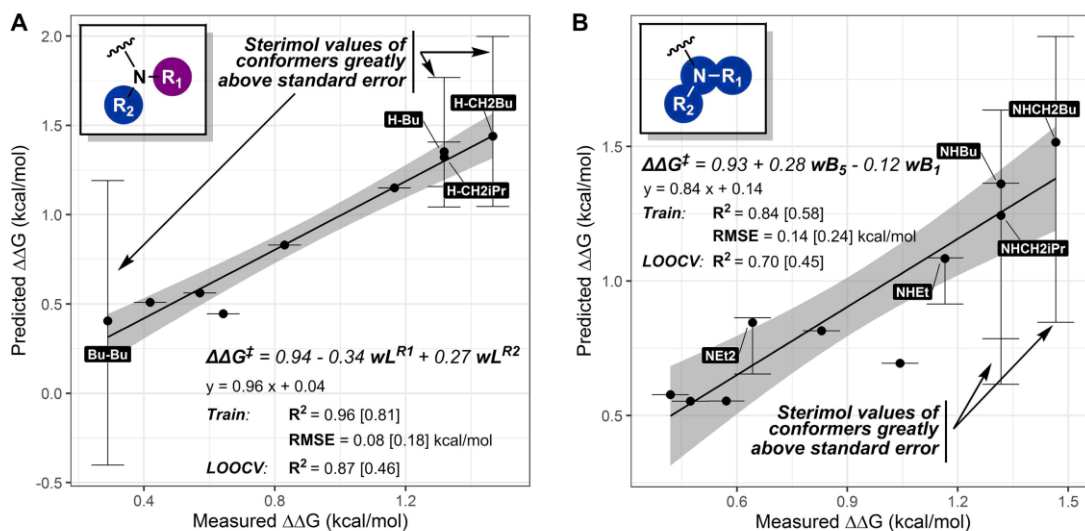 A
Predicted ΔΔG (kcal/mol)
2.0
1.5
1.0
0.5
0.0
-0.5
N
R1
R2
Sterimol values of
conformers greatly
above standard error
H-Bu
H-CH2Bu
H-CH2iPr
Bu-Bu
ΔΔG‡ = 0.94 - 0.34 wL^R1 + 0.27 wL^R2
y = 0.96 x + 0.04
Train: R² = 0.96 [0.81]
RMSE = 0.08 [0.18] kcal/mol
LOOCV: R² = 0.87 [0.46]
0.4 0.8 1.2
Measured ΔΔG (kcal/mol)
B
Predicted ΔΔG (kcal/mol)
1.5
1.0
0.5
N
R1
R2
NHCH2Bu
NHBu
ΔΔG‡ = 0.93 + 0.28 wB5 - 0.12 wB1
y = 0.84 x + 0.14
Train: R² = 0.84 [0.58]
RMSE = 0.14 [0.24] kcal/mol
LOOCV: R² = 0.70 [0.45]
NHCH2iPr
NHEt
NEt2
Sterimol values of
conformers greatly
above standard error
0.6 0.9 1.2 1.5
Measured ΔΔG (kcal/mol)